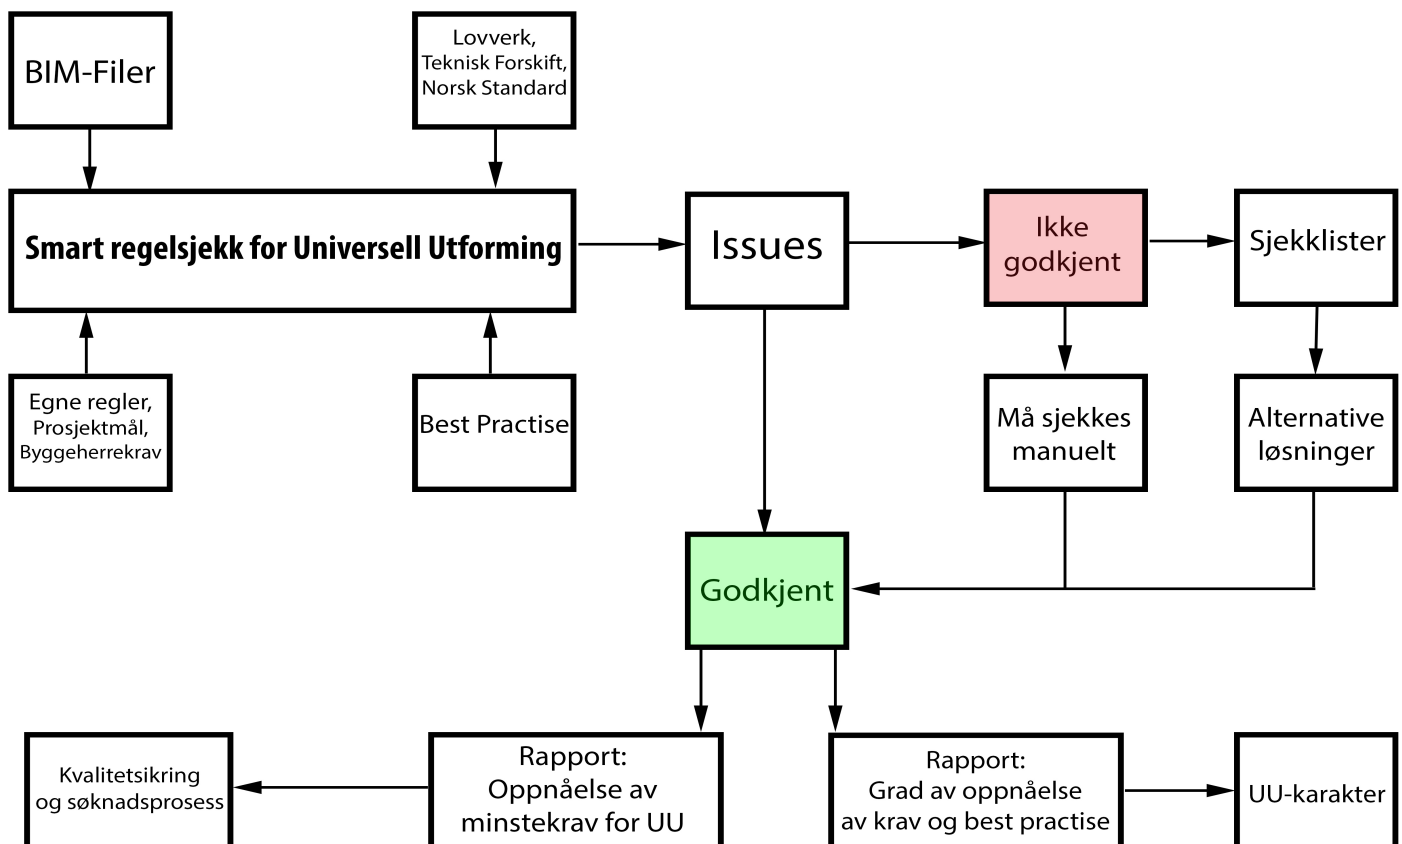 BIM-Filer
Lovverk,
Teknisk Forskift,
Norsk Standard
Smart regelsjekk for Universell Utforming
Issues
Ikke
godkjent
Sjekklister
Egne regler,
Prosjektmål,
Byggeherrekrav
Best Practise
Må sjekkes
manuelt
Alternative
løsninger
Godkjent
Kvalitetsikring
og søknadsprosess
Rapport:
Oppnåelse av
minstekrav for UU
Rapport:
Grad av oppnåelse
av krav og best practise
UU-karakter